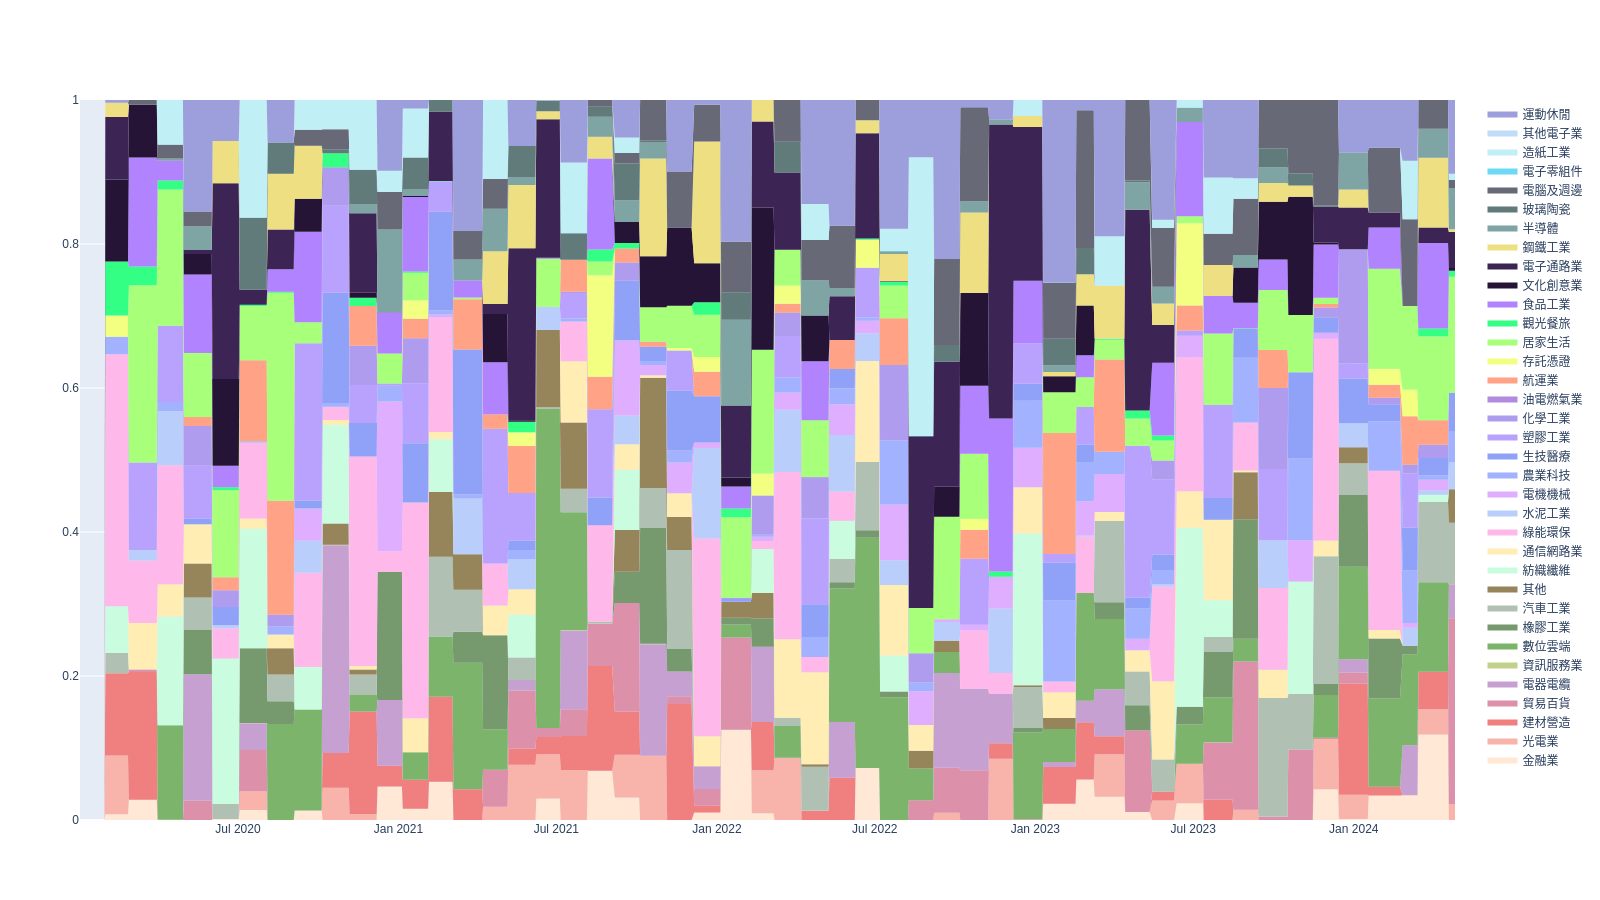 1
0.8
0.6
0.4
0.2
0
Jul 2020
Jan 2021
Jul 2021
Jan 2022
Jul 2022
Jan 2023
Jul 2023
Jan 2024
運動休閒
其他電子業
造紙工業
電子零組件
電腦及週邊
玻璃陶瓷
半導體
鋼鐵工業
電子通路業
文化創意業
食品工業
觀光餐旅
居家生活
存託憑證
航運業
油電燃氣業
化學工業
塑膠工業
生技醫療
農業科技
電機機械
水泥工業
綠能環保
通信網路業
紡織纖維
其他
汽車工業
橡膠工業
數位雲端
資訊服務業
電器電纜
貿易百貨
建材營造
光電業
金融業